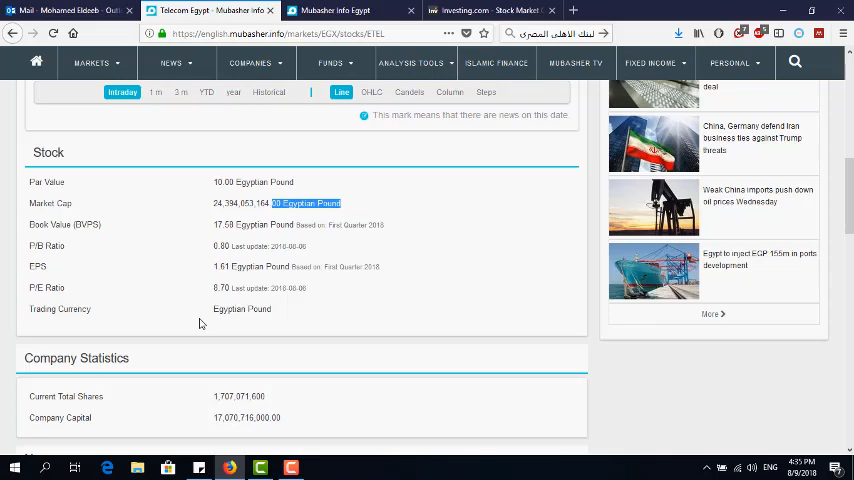 Mail - Mohamed Eldeeb - Outl
Telecom Egypt - Mubasher Info
Mubasher Info Egypt
Investing.com - Stock Market Q
https://english.mubasher.info/markets/EGX/stocks/ETEL
لبنك الاهلى المصرى
MARKETS
NEWS
COMPANIES
FUNDS
ANALYSIS TOOLS
ISLAMIC FINANCE
MUBASHER TV
FIXED INCOME
PERSONAL
Intraday
1 m
3 m
YTD
year
Historical
Line
OHLC
Candels
Column
Steps
This mark means that there are news on this date.
Stock
Par Value 10.00 Egyptian Pound
Market Cap 24,394,053,164.00 Egyptian Pound
Book Value (BVPS) 17.58 Egyptian Pound Based on: First Quarter 2018
P/B Ratio 0.80 Last update: 2018-08-06
EPS 1.61 Egyptian Pound Based on: First Quarter 2018
P/E Ratio 8.70 Last update: 2018-08-06
Trading Currency Egyptian Pound
Company Statistics
Current Total Shares 1,707,071,600
Company Capital 17,070,716,000.00
deal
China, Germany defend Iran
business ties against Trump
threats
Weak China imports push down
oil prices Wednesday
Egypt to inject EGP 155m in ports
development
More
ENG
4:35 PM
8/9/2018